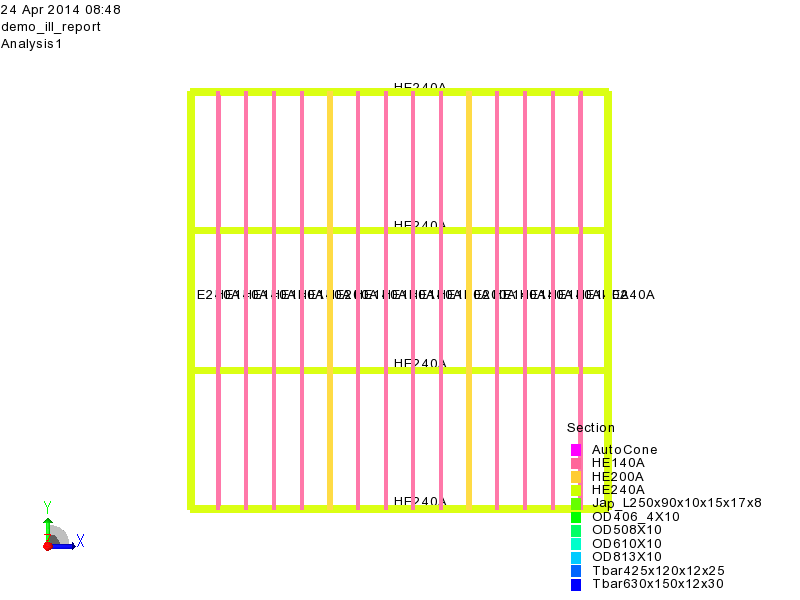 24 Apr 2014 08:48
demo_ill_report
Analysis1
HE240A
HE240A
HE240A
HE240A
Section
AutoCone
HE140A
HE200A
HE240A
Jap_L250x90x10x15x17x8
OD406_4X10
OD508X10
OD610X10
OD813X10
Tbar425x120x12x25
Tbar630x150x12x30
Y
X